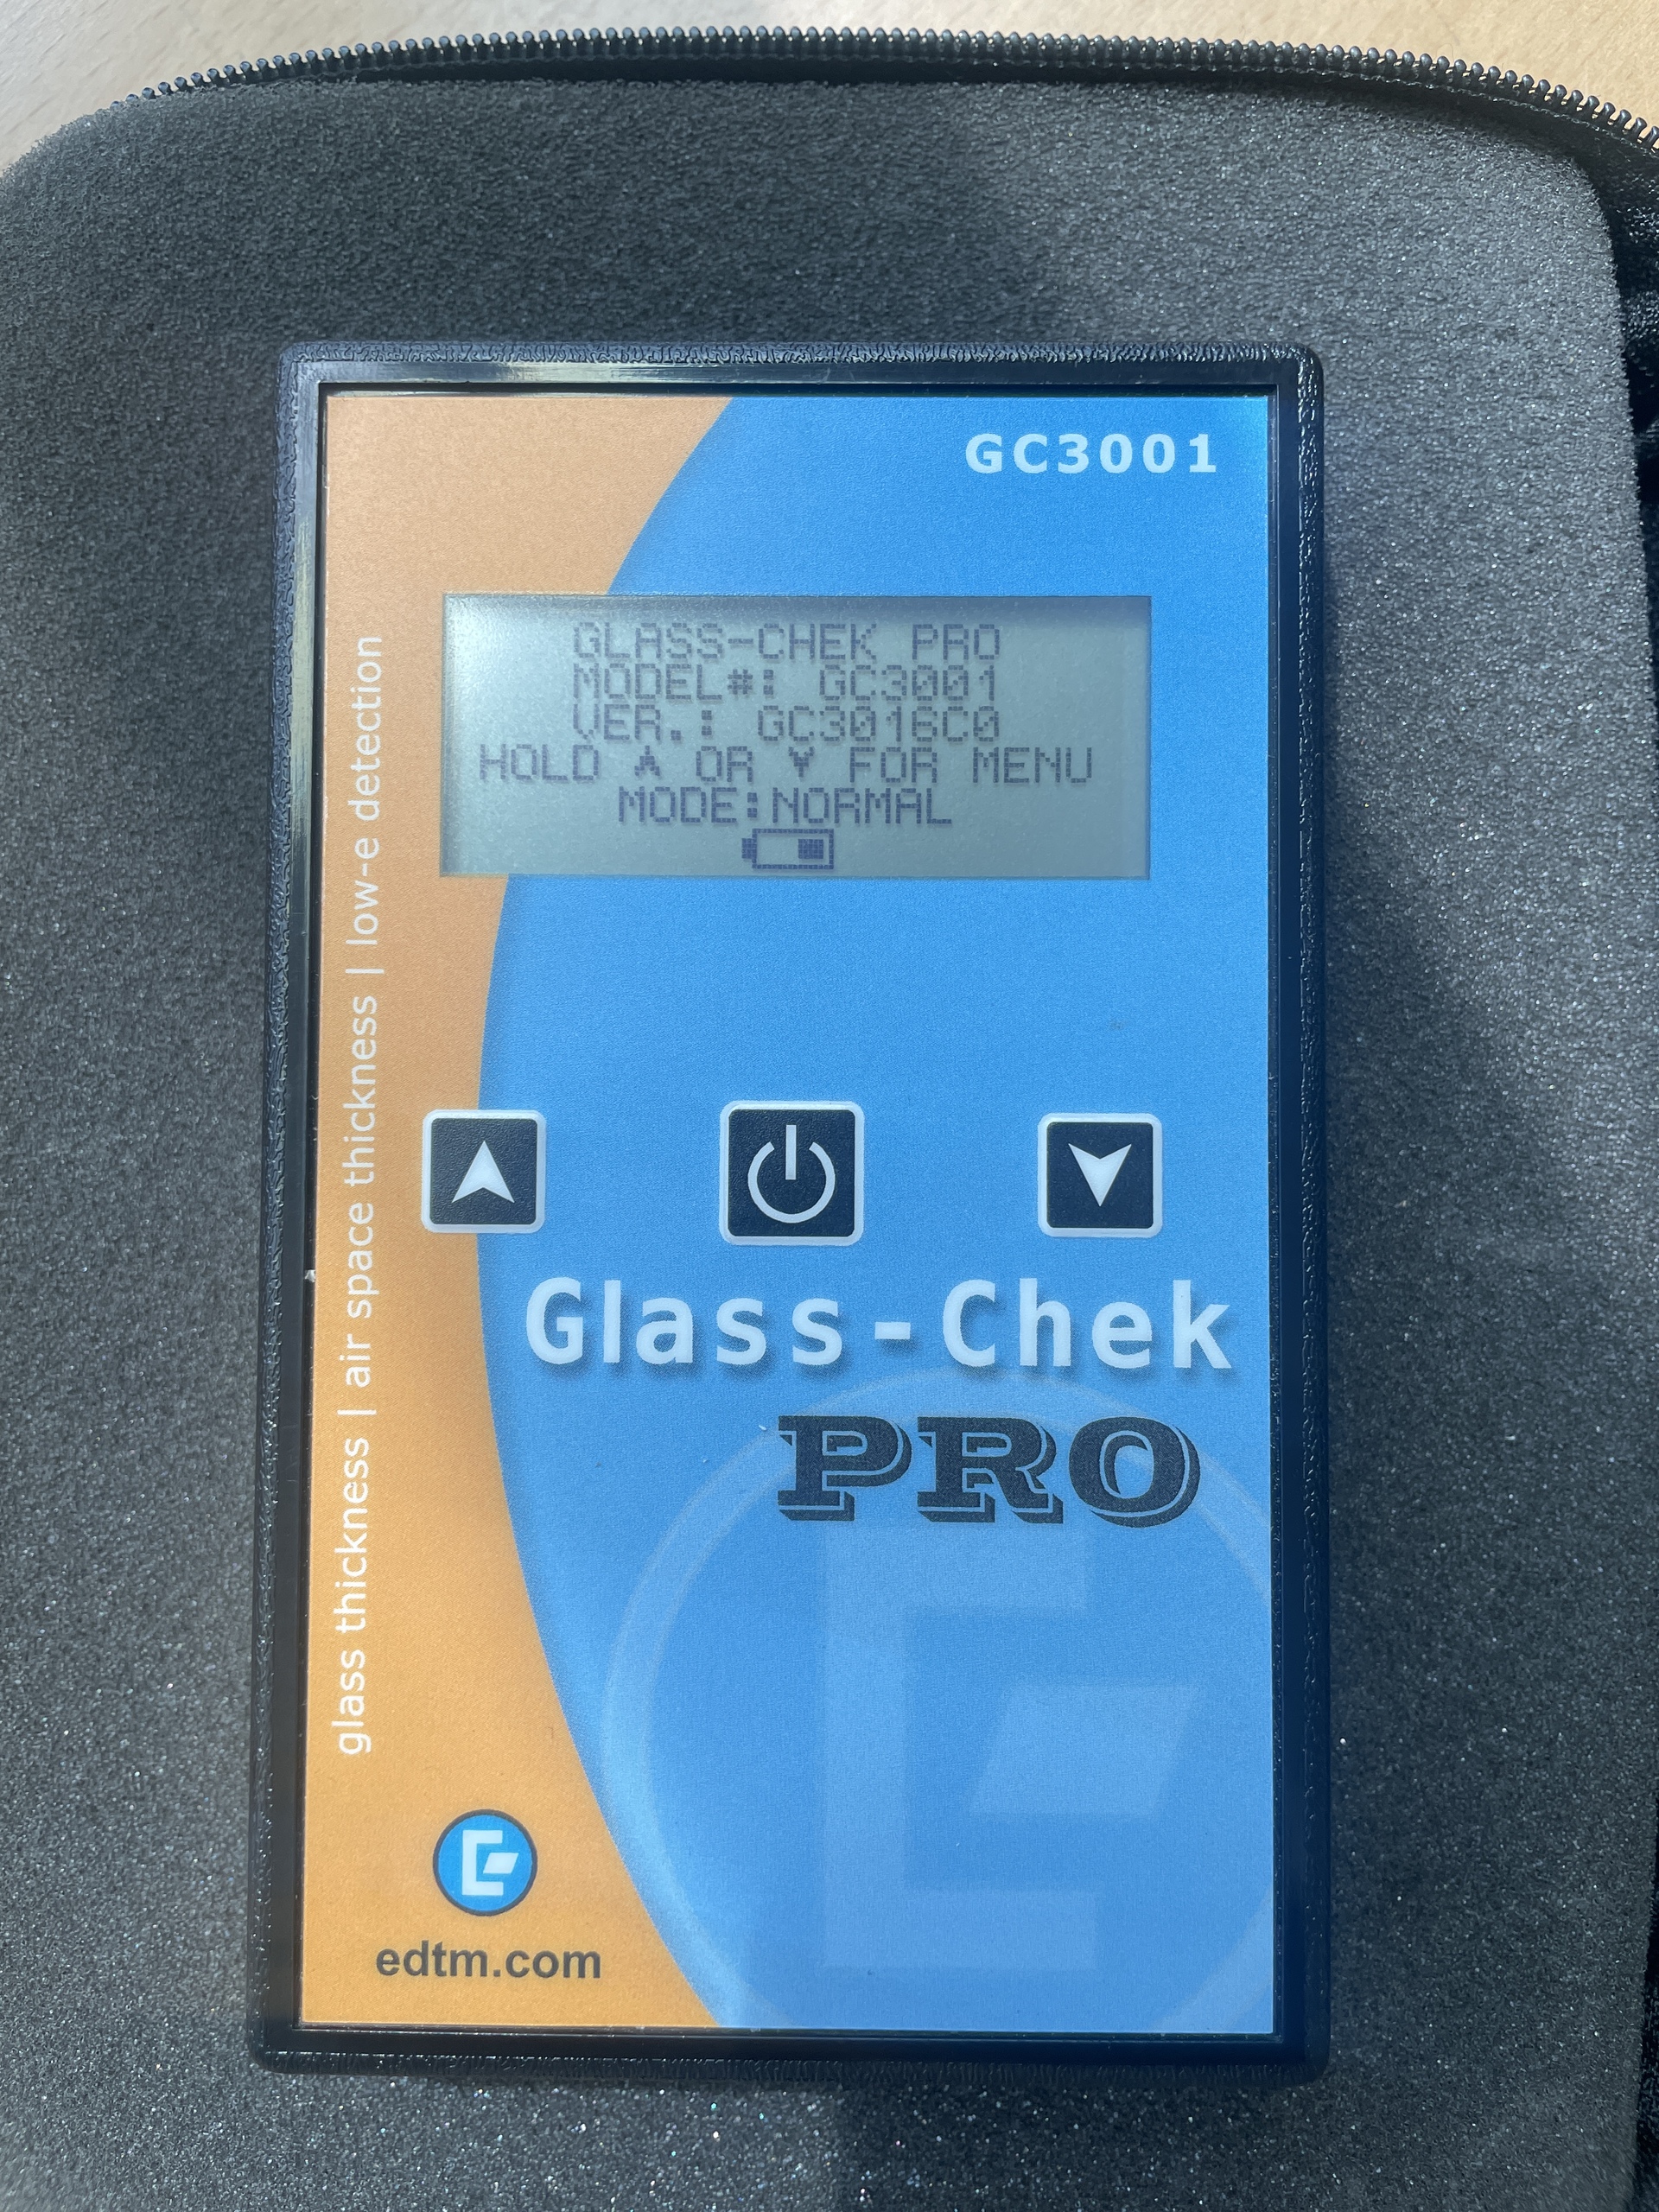 GC3001
GLASS-CHEK PRO
MODEL#: GC3001
VER.: GC3016C0
HOLD ⮝ OR ⮟ FOR MENU
MODE:NORMAL
glass thickness | air space thickness | low-e detection
Glass-Chek
PRO
edtm.com